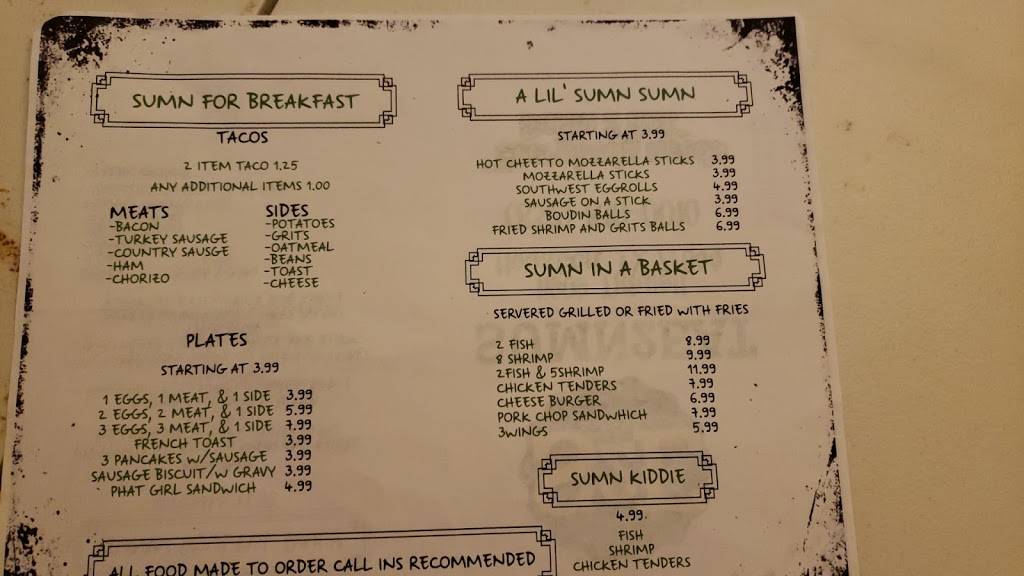 SUMN FOR BREAKFAST
TACOS
2 ITEM TACO 1.25
ANY ADDITIONAL ITEMS 1.00
MEATS
-BACON
-TURKEY SAUSAGE
-COUNTRY SAUSGE
-HAM
-CHORIZO
SIDES
-POTATOES
-GRITS
-OATMEAL
-BEANS
-TOAST
-CHEESE
PLATES
STARTING AT 3.99
1 EGGS, 1 MEAT, & 1 SIDE 3.99
2 EGGS, 2 MEAT, & 1 SIDE 5.99
3 EGGS, 3 MEAT, & 1 SIDE 7.99
FRENCH TOAST 3.99
3 PANCAKES W/SAUSAGE 3.99
SAUSAGE BISCUIT/W GRAVY 3.99
PHAT GIRL SANDWICH 4.99
ALL FOOD MADE TO ORDER CALL INS RECOMMENDED
A LIL' SUMN SUMN
STARTING AT 3.99
HOT CHEETTO MOZZARELLA STICKS 3.99
MOZZARELLA STICKS 3.99
SOUTHWEST EGGROLLS 4.99
SAUSAGE ON A STICK 3.99
BOUDIN BALLS 6.99
FRIED SHRIMP AND GRITS BALLS 6.99
SUMN IN A BASKET
SERVERED GRILLED OR FRIED WITH FRIES
2 FISH 8.99
8 SHRIMP 9.99
2FISH & 5SHRIMP 11.99
CHICKEN TENDERS 7.99
CHEESE BURGER 6.99
PORK CHOP SANDWHICH 7.99
3WINGS 5.99
SUMN KIDDIE
4.99
FISH
SHRIMP
CHICKEN TENDERS